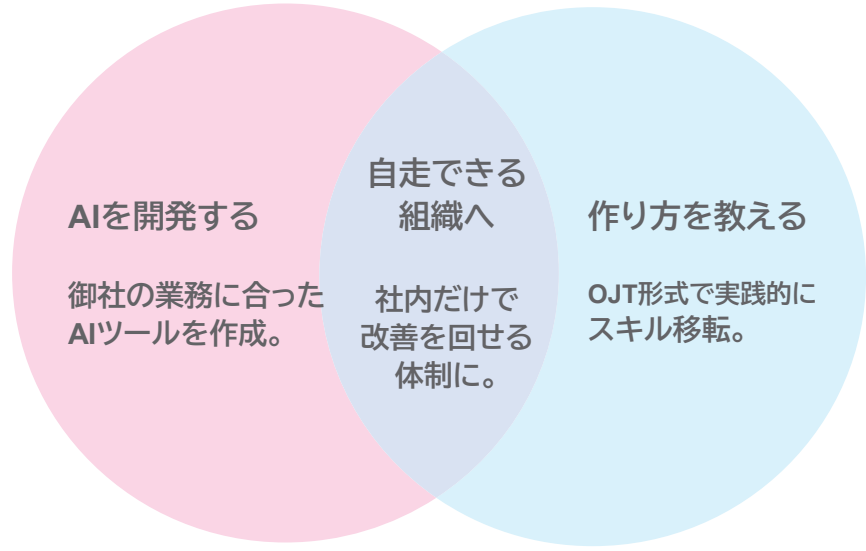 AIを開発する
御社の業務に合った
AIツールを作成。
自走できる
組織へ
社内だけで
改善を回せる
体制に。
作り方を教える
OJT形式で実践的に
スキル移転。